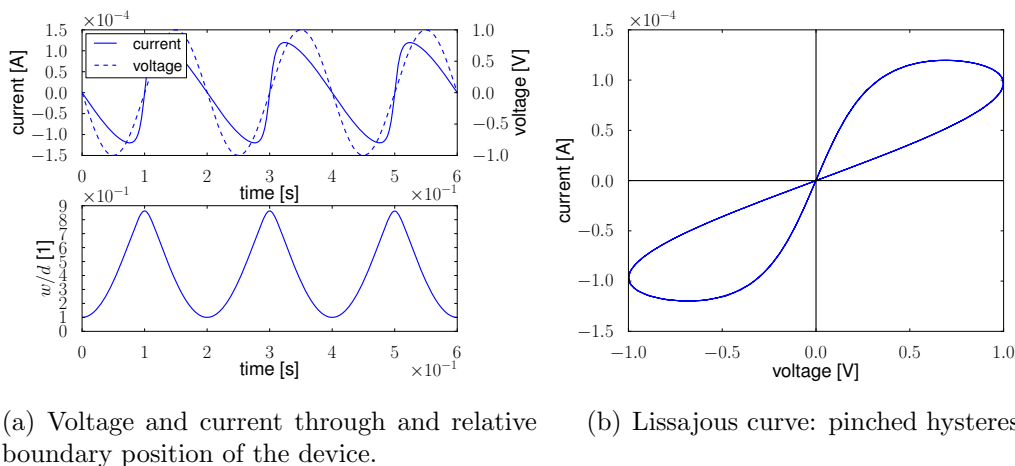 ×10⁻⁴
1.5
1.0
0.5
0.0
−0.5
−1.0
−1.5
current [A]
current
voltage
1.0
0.5
0.0
−0.5
−1.0
voltage [V]
0 1 2 3 4 5 6
time [s]
×10⁻¹
×10⁻¹
9
8
7
6
5
4
3
2
1
0
w/d [1]
0 1 2 3 4 5 6
time [s]
×10⁻¹
(a) Voltage and current through and relative
boundary position of the device.
×10⁻⁴
1.5
1.0
0.5
0.0
−0.5
−1.0
−1.5
current [A]
−1.0 −0.5 0.0 0.5 1.0
voltage [V]
(b) Lissajous curve: pinched hysteres